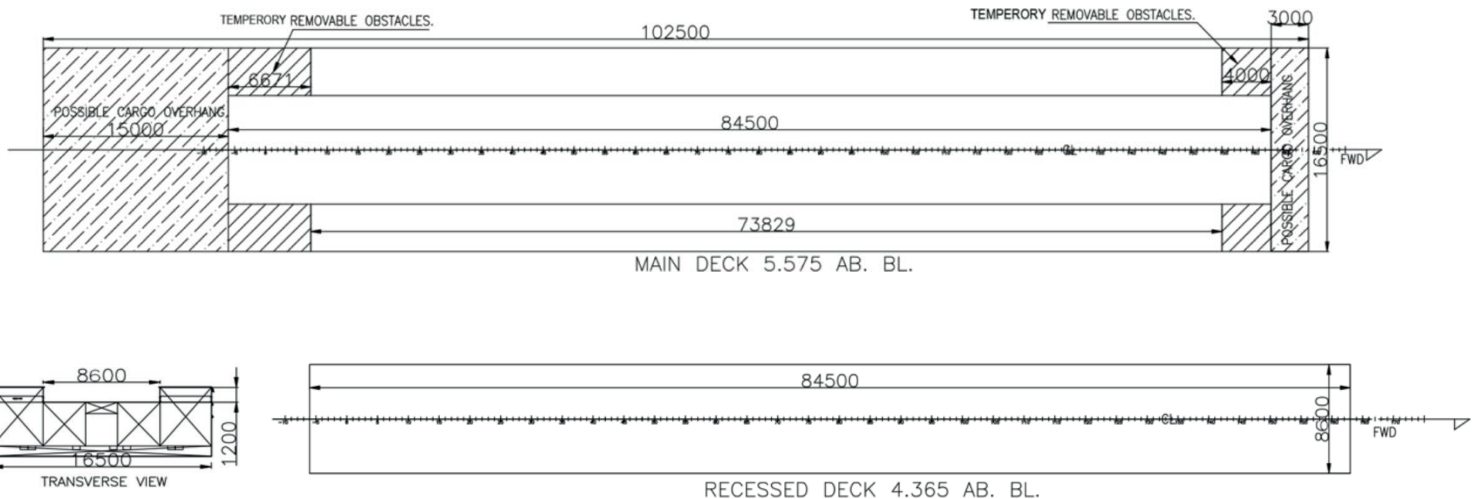 TEMPERORY REMOVABLE OBSTACLES.
TEMPERORY REMOVABLE OBSTACLES.
3000
102500
6671
4000
POSSIBLE CARGO OVERHANG
15000
84500
CL
POSSIBLE CARGO OVERHANG
16500
FWD
73829
MAIN DECK 5.575 AB. BL.
8600
1200
16500
TRANSVERSE VIEW
84500
CL
8600
FWD
RECESSED DECK 4.365 AB. BL.